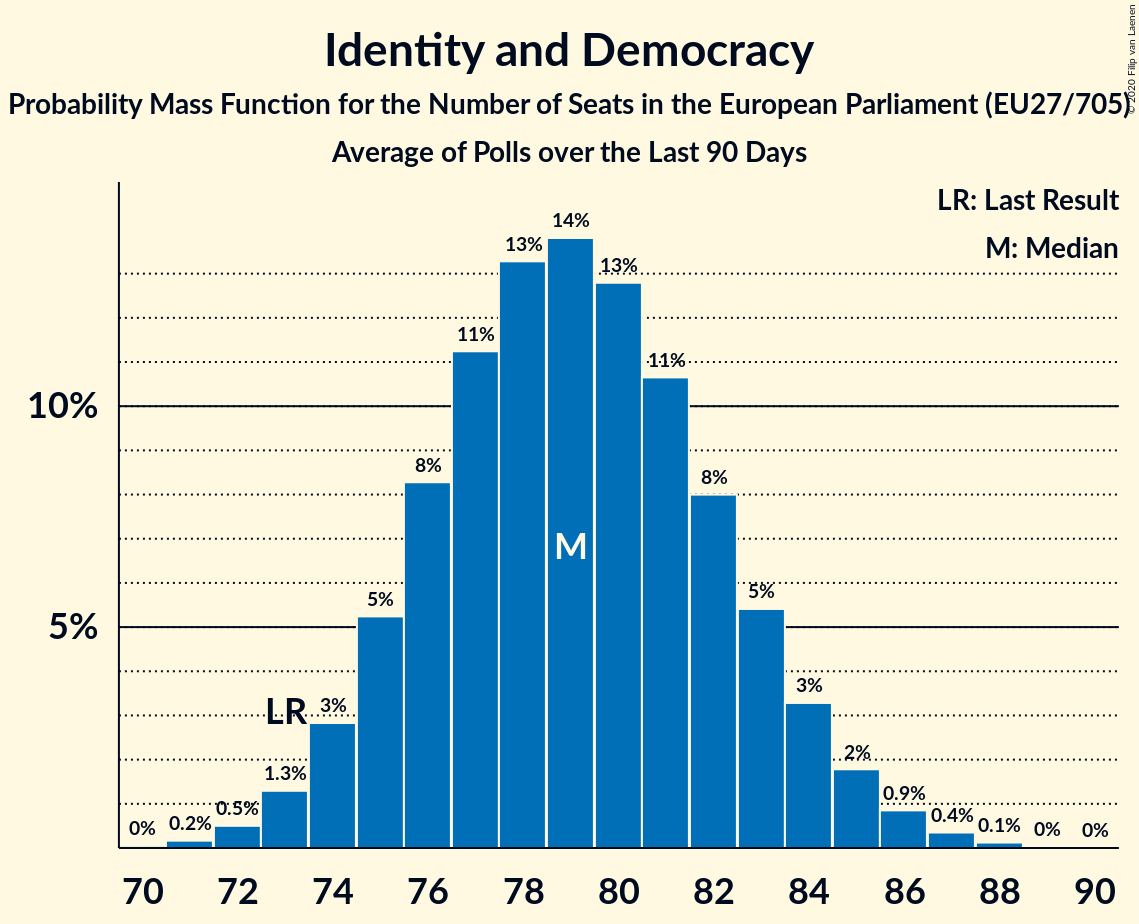 Identity and Democracy
Probability Mass Function for the Number of Seats in the European Parliament (EU27/705)
Average of Polls over the Last 90 Days
© 2020 Filip van Laenen
LR: Last Result
M: Median
10%
5%
0%
0.2%
0.5%
1.3%
LR
3%
5%
8%
11%
13%
14%
M
13%
11%
8%
5%
3%
2%
0.9%
0.4%
0.1%
0%
0%
70 72 74 76 78 80 82 84 86 88 90